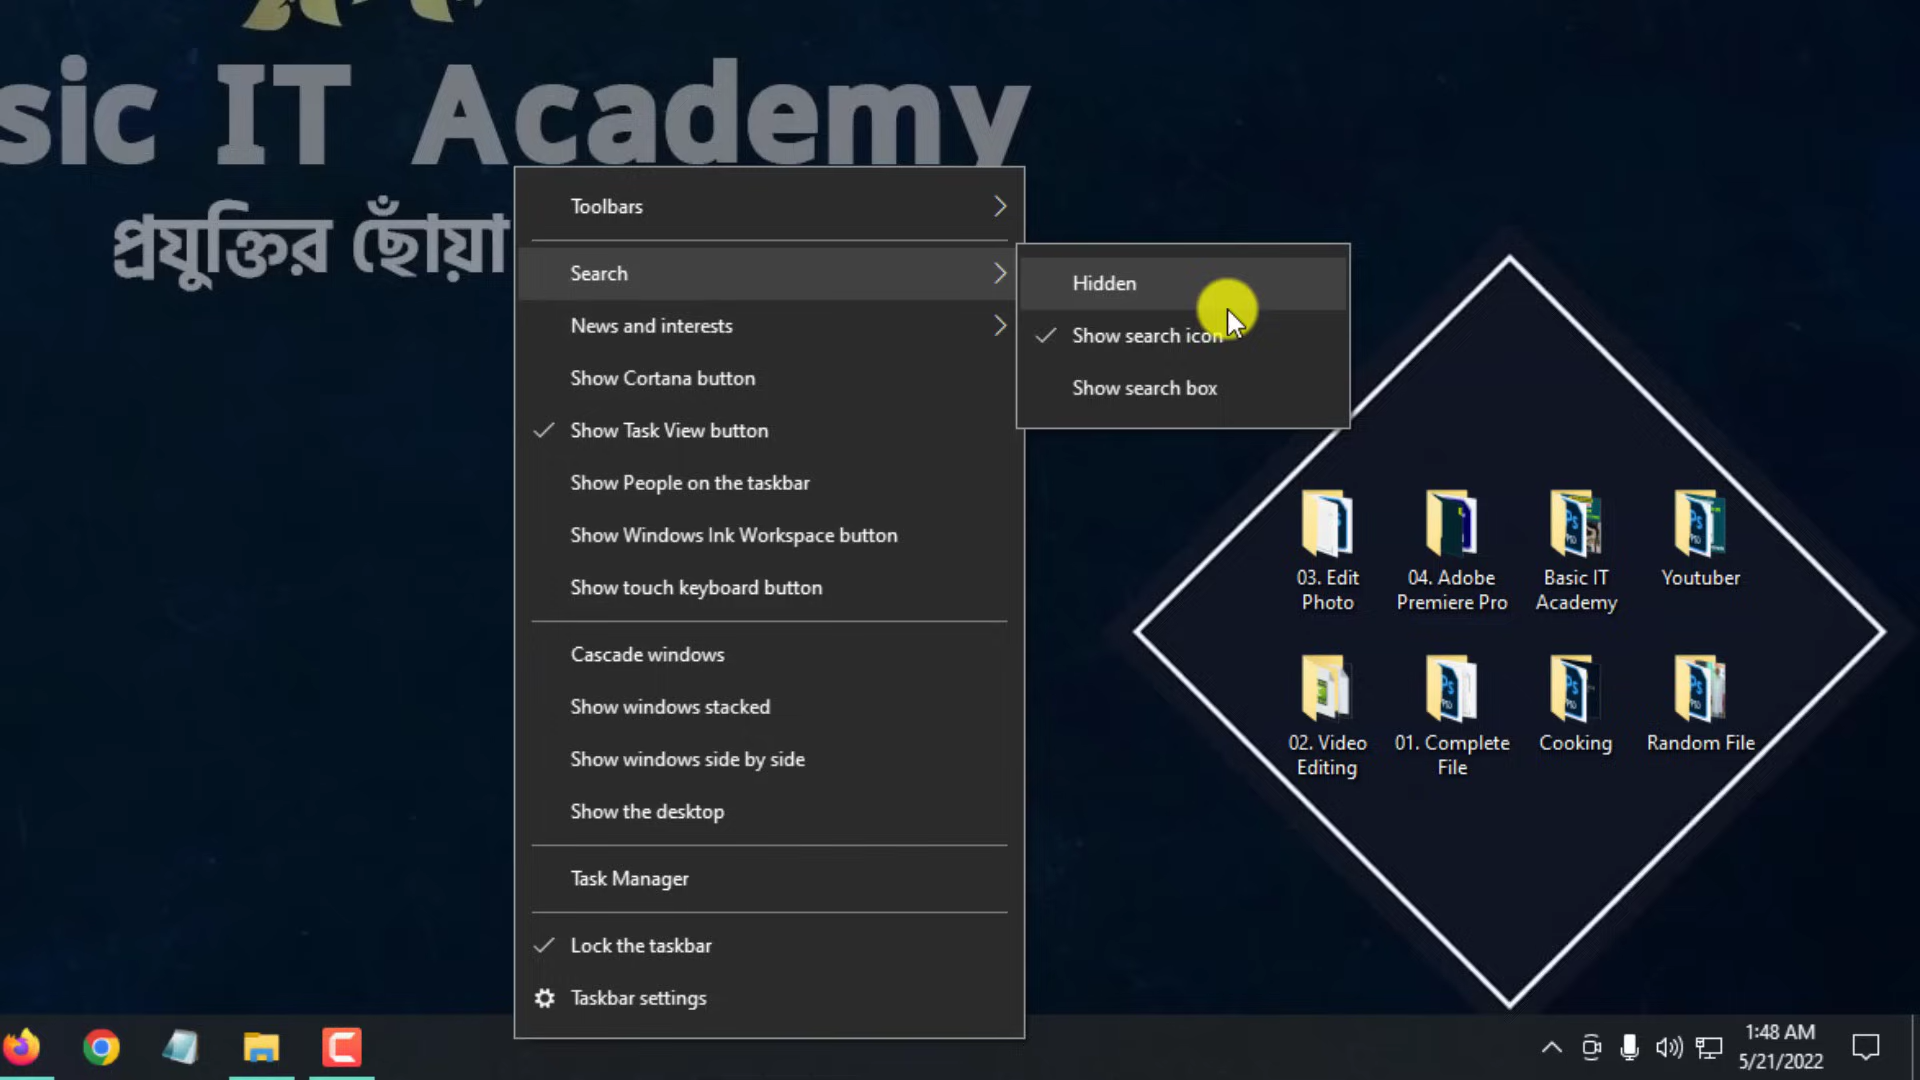 sic IT Academy
প্রযুক্তির ছোঁয়া
Toolbars
Search
News and interests
Show Cortana button
Show Task View button
Show People on the taskbar
Show Windows Ink Workspace button
Show touch keyboard button
Cascade windows
Show windows stacked
Show windows side by side
Show the desktop
Task Manager
Lock the taskbar
Taskbar settings
Hidden
Show search icon
Show search box
03. Edit
Photo
04. Adobe
Premiere Pro
Basic IT
Academy
Youtuber
02. Video
Editing
01. Complete
File
Cooking
Random File
1:48 AM
5/21/2022